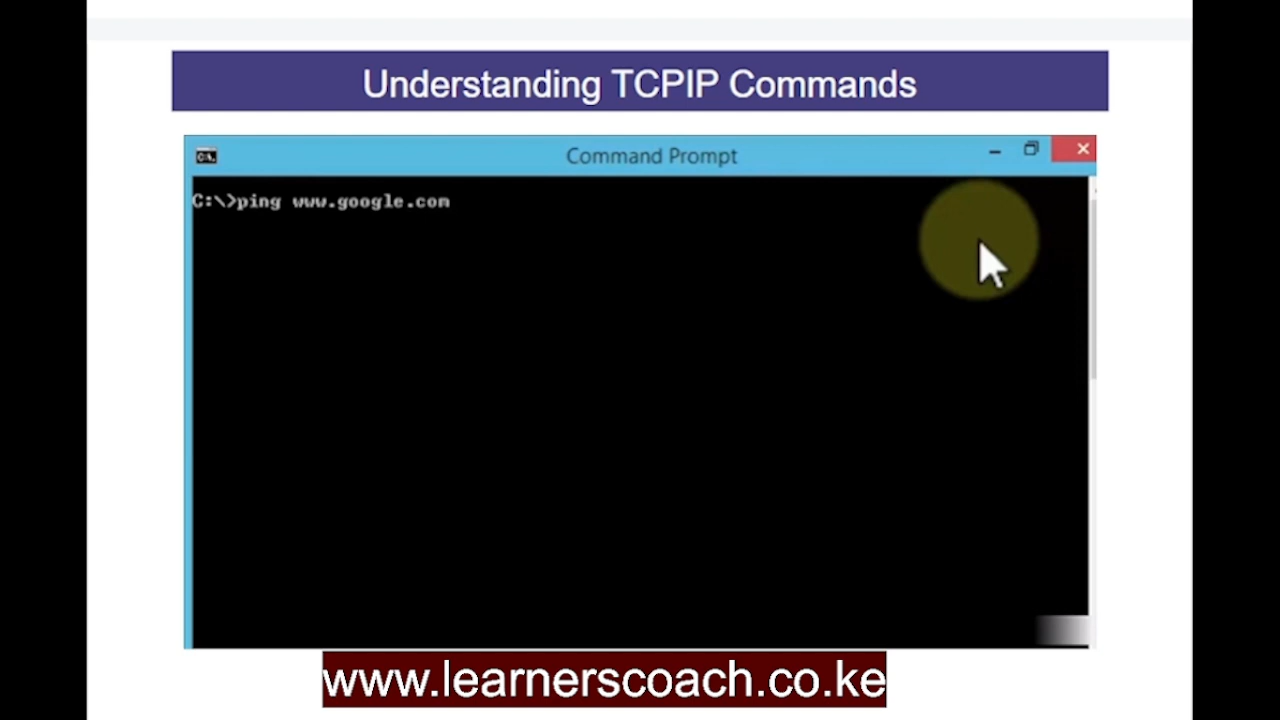 Understanding TCPIP Commands
C:\. Command Prompt
C:\>ping www.google.com
www.learnerscoach.co.ke